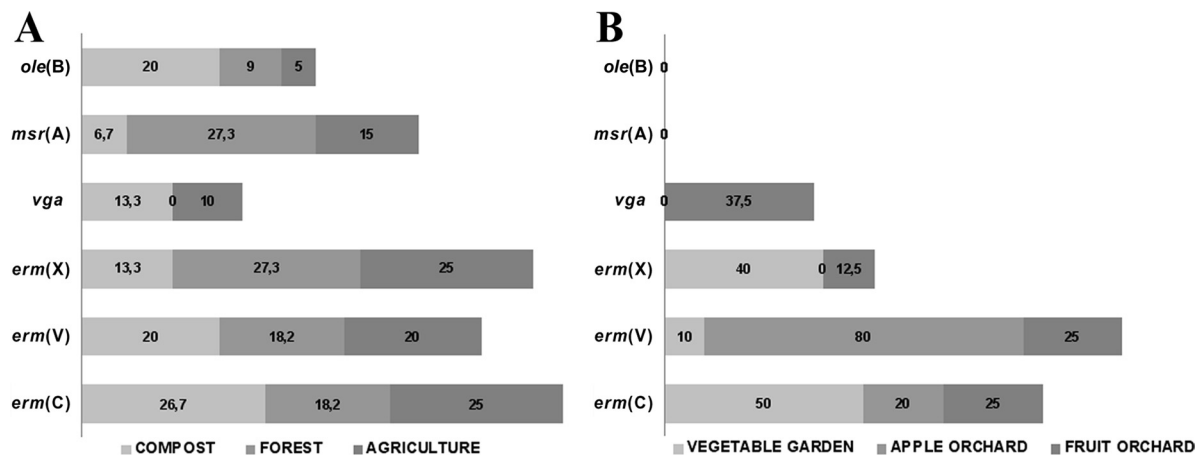 A
ole(B) 20 9 5
msr(A) 6,7 27,3 15
vga 13,3 0 10
erm(X) 13,3 27,3 25
erm(V) 20 18,2 20
erm(C) 26,7 18,2 25
COMPOST FOREST AGRICULTURE
B
ole(B) 0
msr(A) 0
vga 0 37,5
erm(X) 40 0 12,5
erm(V) 10 80 25
erm(C) 50 20 25
VEGETABLE GARDEN APPLE ORCHARD FRUIT ORCHARD